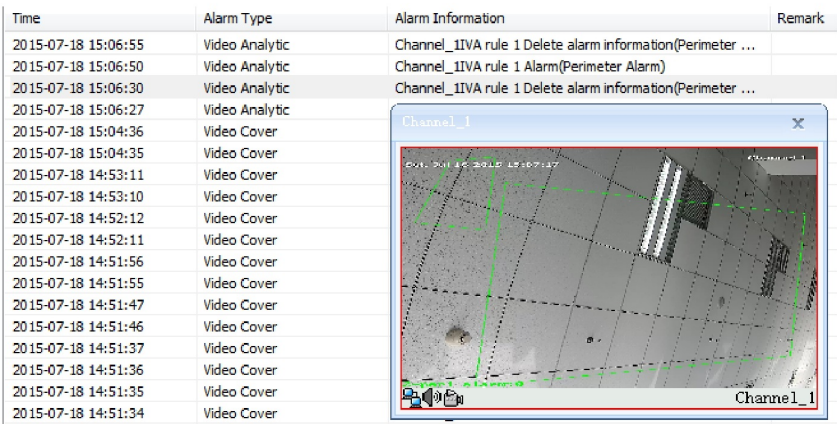 Time Alarm Type Alarm Information Remark
2015-07-18 15:06:55 Video Analytic Channel_1IVA rule 1 Delete alarm information(Perimeter ...
2015-07-18 15:06:50 Video Analytic Channel_1IVA rule 1 Alarm(Perimeter Alarm)
2015-07-18 15:06:30 Video Analytic Channel_1IVA rule 1 Delete alarm information(Perimeter ...
2015-07-18 15:06:27 Video Analytic
2015-07-18 15:04:36 Video Cover
2015-07-18 15:04:35 Video Cover
2015-07-18 14:53:11 Video Cover
2015-07-18 14:53:10 Video Cover
2015-07-18 14:52:12 Video Cover
2015-07-18 14:52:11 Video Cover
2015-07-18 14:51:56 Video Cover
2015-07-18 14:51:55 Video Cover
2015-07-18 14:51:47 Video Cover
2015-07-18 14:51:46 Video Cover
2015-07-18 14:51:37 Video Cover
2015-07-18 14:51:36 Video Cover
2015-07-18 14:51:35 Video Cover
2015-07-18 14:51:34 Video Cover
Channel_1
2015 15:07:17
Channel_1